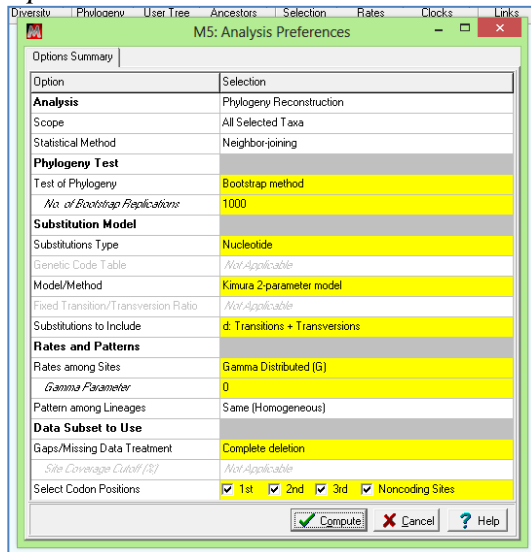 Diversity Phylogeny User Tree Ancestors Selection Rates Clocks Links
M5: Analysis Preferences
Options Summary
Option Selection
Analysis Phylogeny Reconstruction
Scope All Selected Taxa
Statistical Method Neighbor-joining
Phylogeny Test
Test of Phylogeny Bootstrap method
No. of Bootstrap Replications 1000
Substitution Model
Substitutions Type Nucleotide
Genetic Code Table Not Applicable
Model/Method Kimura 2-parameter model
Fixed Transition/Transversion Ratio Not Applicable
Substitutions to Include d: Transitions + Transversions
Rates and Patterns
Rates among Sites Gamma Distributed (G)
Gamma Parameter 0
Pattern among Lineages Same (Homogeneous)
Data Subset to Use
Gaps/Missing Data Treatment Complete deletion
Site Coverage Cutoff (%) Not Applicable
Select Codon Positions 1st 2nd 3rd Noncoding Sites
Compute Cancel ? Help